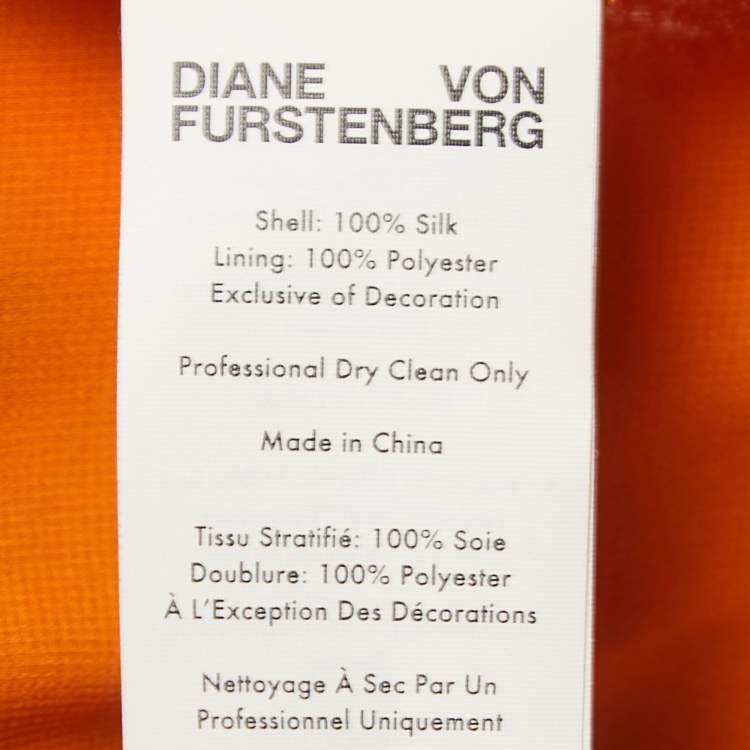 DIANE VON
FURSTENBERG
Shell: 100% Silk
Lining: 100% Polyester
Exclusive of Decoration
Professional Dry Clean Only
Made in China
Tissu Stratifié: 100% Soie
Doublure: 100% Polyester
À L'Exception Des Décorations
Nettoyage À Sec Par Un
Professionnel Uniquement